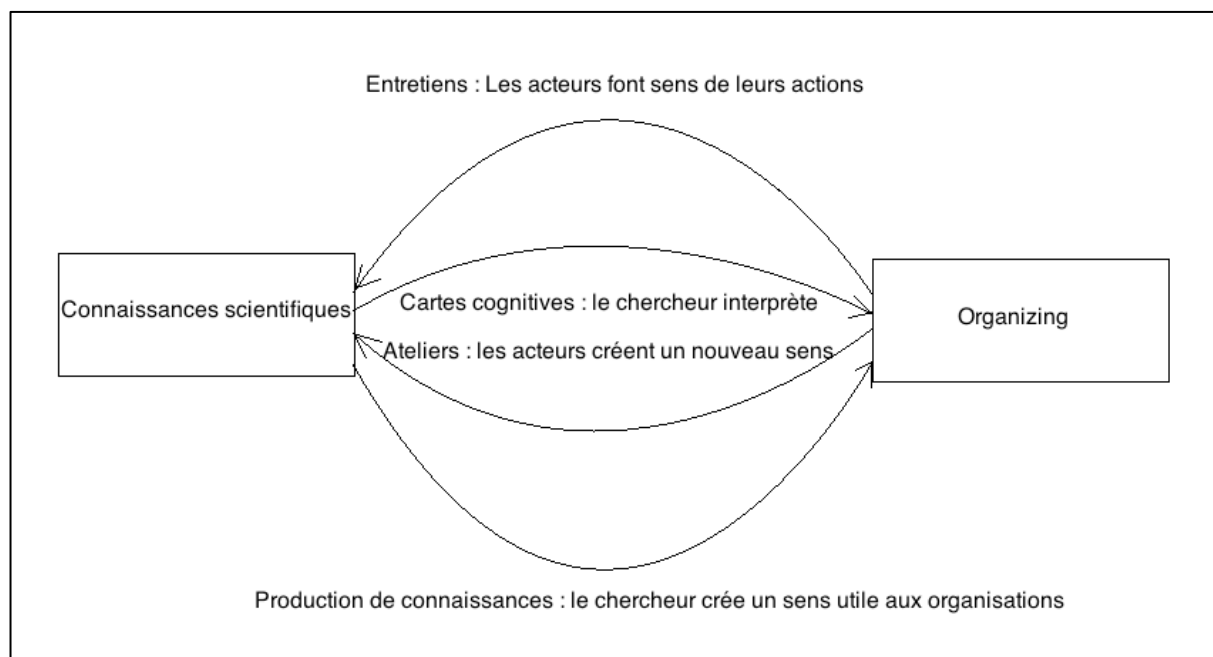 Entretiens : Les acteurs font sens de leurs actions
Connaissances scientifiques
Cartes cognitives : le chercheur interprète
Organizing
Ateliers : les acteurs créent un nouveau sens
Production de connaissances : le chercheur crée un sens utile aux organisations